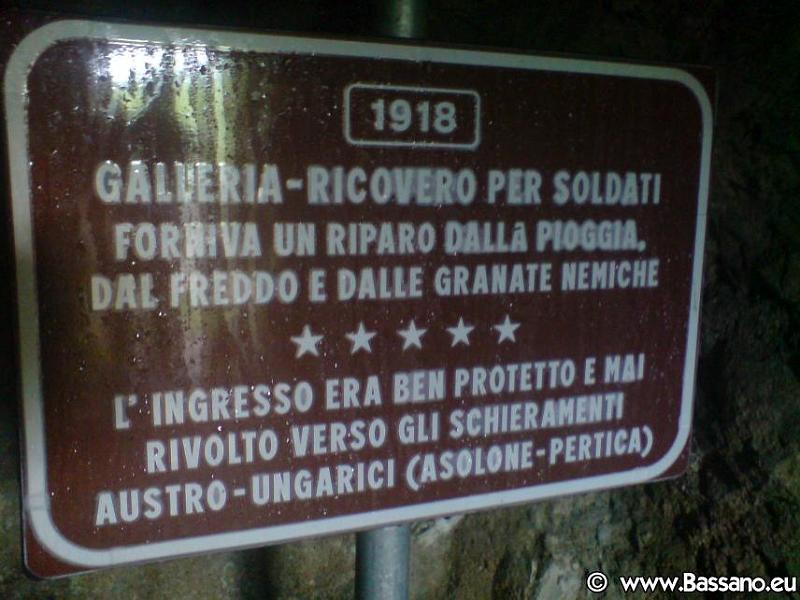 1918
GALLERIA-RICOVERO PER SOLDATI
FORNIVA UN RIPARO DALLA PIOGGIA,
DAL FREDDO E DALLE GRANATE NEMICHE
★ ★ ★ ★ ★
L' INGRESSO ERA BEN PROTETTO E MAI
RIVOLTO VERSO GLI SCHIERAMENTI
AUSTRO-UNGARICI (ASOLONE-PERTICA)
© www.Bassano.eu